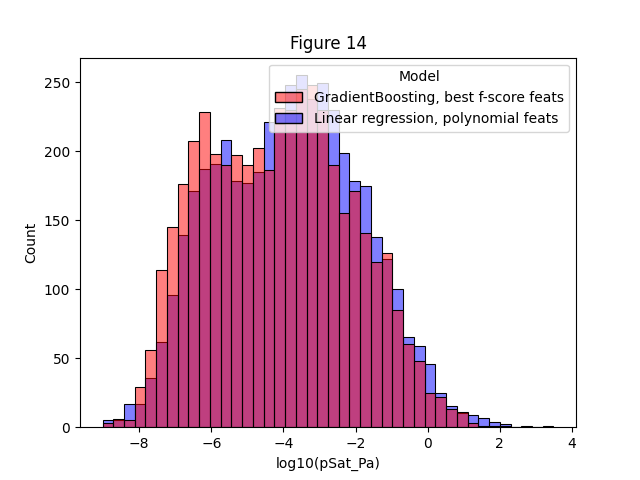 Figure 14
Model
GradientBoosting, best f-score feats
Linear regression, polynomial feats
250
200
150
100
50
0
Count
−8 −6 −4 −2 0 2 4
log10(pSat_Pa)